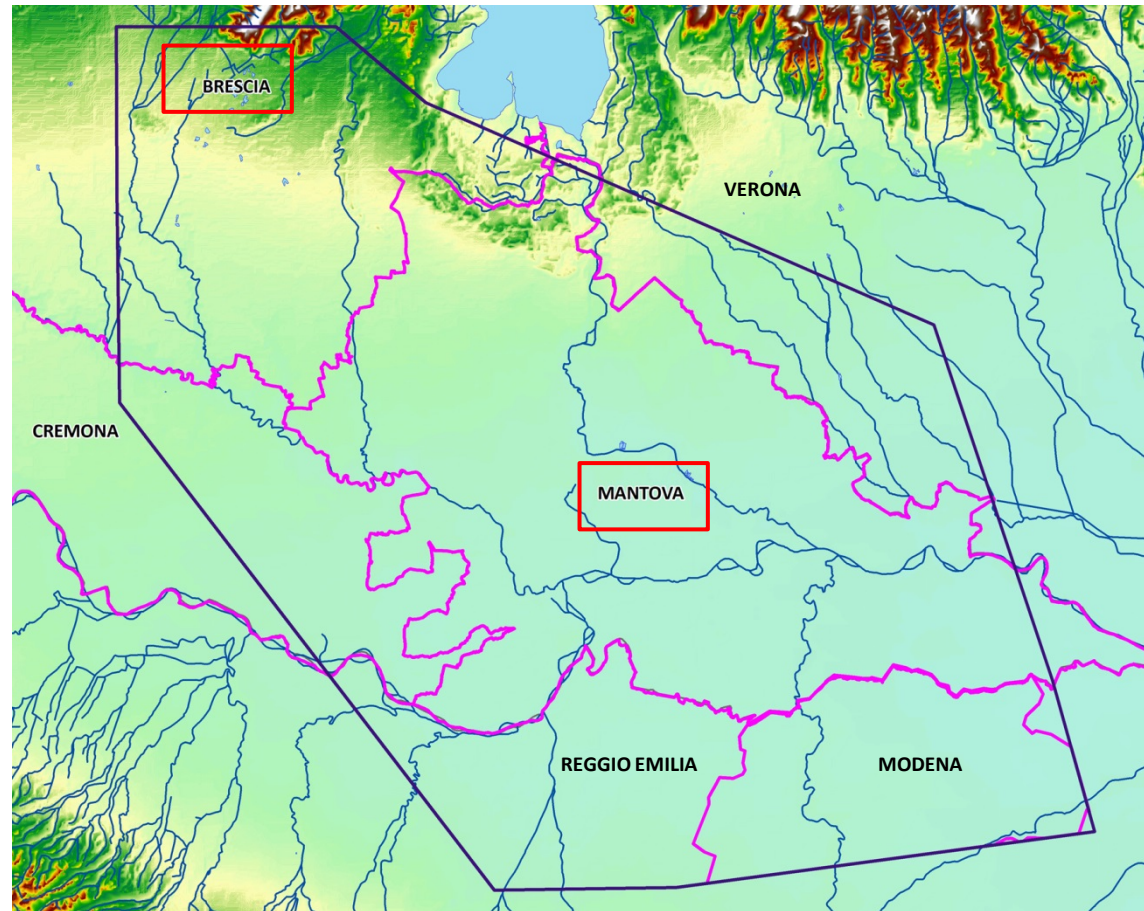 BRESCIA
VERONA
CREMONA
MANTOVA
REGGIO EMILIA
MODENA